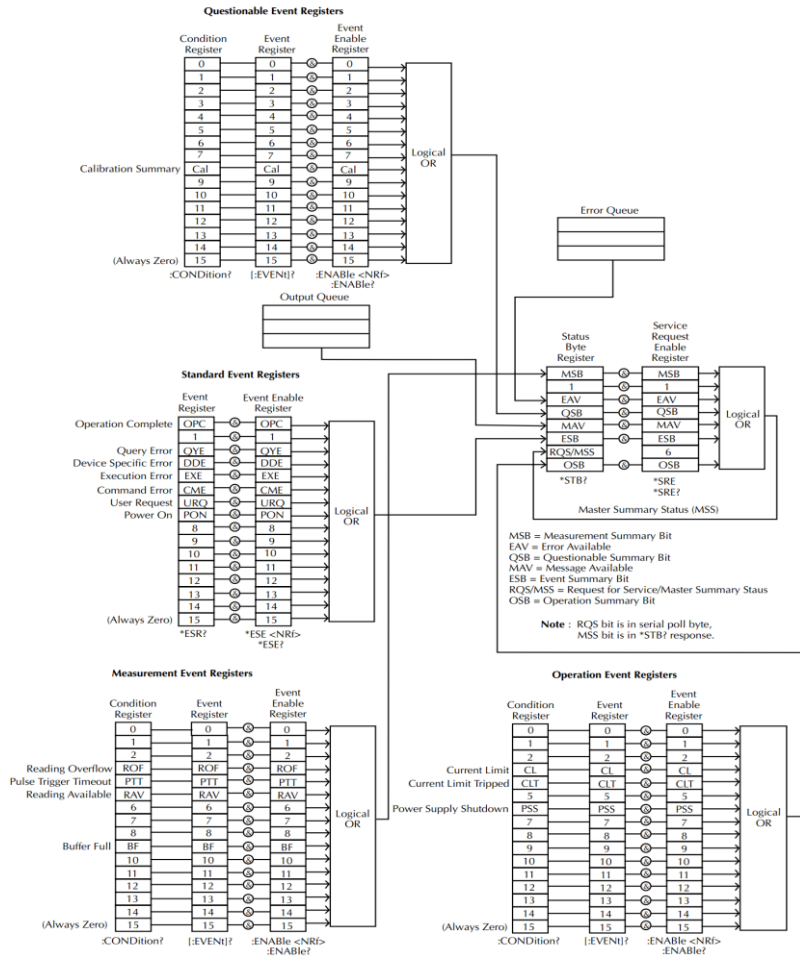 Questionable Event Registers
Condition Register
Event Register
Event Enable Register
0 0 & 0
1 1 & 1
2 2 & 2
3 3 & 3
4 4 & 4
5 5 & 5
6 6 & 6
7 7 & 7
Calibration Summary Cal Cal & Cal
9 9 & 9
10 10 & 10
11 11 & 11
12 12 & 12
13 13 & 13
14 14 & 14
(Always Zero) 15 15 & 15
Logical OR
:CONDition? [:EVENt]? :ENABle <NRf>
:ENABle?
Error Queue
Output Queue
Status Byte Register
Service Request Enable Register
MSB & MSB
1 & 1
EAV & EAV
QSB & QSB
MAV & MAV
ESB & ESB
RQS/MSS 6
OSB & OSB
Logical OR
*STB? *SRE
*SRE?
Master Summary Status (MSS)
MSB = Measurement Summary Bit
EAV = Error Available
QSB = Questionable Summary Bit
MAV = Message Available
ESB = Event Summary Bit
RQS/MSS = Request for Service/Master Summary Staus
OSB = Operation Summary Bit
Note : RQS bit is in serial poll byte,
MSS bit is in *STB? response.
Standard Event Registers
Event Register
Event Enable Register
Operation Complete OPC & OPC
1 & 1
Query Error QYE & QYE
Device Specific Error DDE & DDE
Execution Error EXE & EXE
Command Error CME & CME
User Request URQ & URQ
Power On PON & PON
8 & 8
9 & 9
10 & 10
11 & 11
12 & 12
13 & 13
14 & 14
(Always Zero) 15 & 15
Logical OR
*ESR? *ESE <NRf>
*ESE?
Measurement Event Registers
Condition Register
Event Register
Event Enable Register
0 0 & 0
1 1 & 1
2 2 & 2
Reading Overflow ROF ROF & ROF
Pulse Trigger Timeout PTT PTT & PTT
Reading Available RAV RAV & RAV
6 6 & 6
7 7 & 7
8 8 & 8
Buffer Full BF BF & BF
10 10 & 10
11 11 & 11
12 12 & 12
13 13 & 13
14 14 & 14
(Always Zero) 15 15 & 15
Logical OR
:CONDition? [:EVENt]? :ENABle <NRf>
:ENABle?
Operation Event Registers
Condition Register
Event Register
Event Enable Register
0 0 & 0
1 1 & 1
2 2 & 2
Current Limit CL CL & CL
Current Limit Tripped CLT CLT & CLT
5 5 & 5
Power Supply Shutdown PSS PSS & PSS
7 7 & 7
8 8 & 8
9 9 & 9
10 10 & 10
11 11 & 11
12 12 & 12
13 13 & 13
14 14 & 14
(Always Zero) 15 15 & 15
Logical OR
:CONDition? [:EVENt]? :ENABle <NRf>
:ENABle?